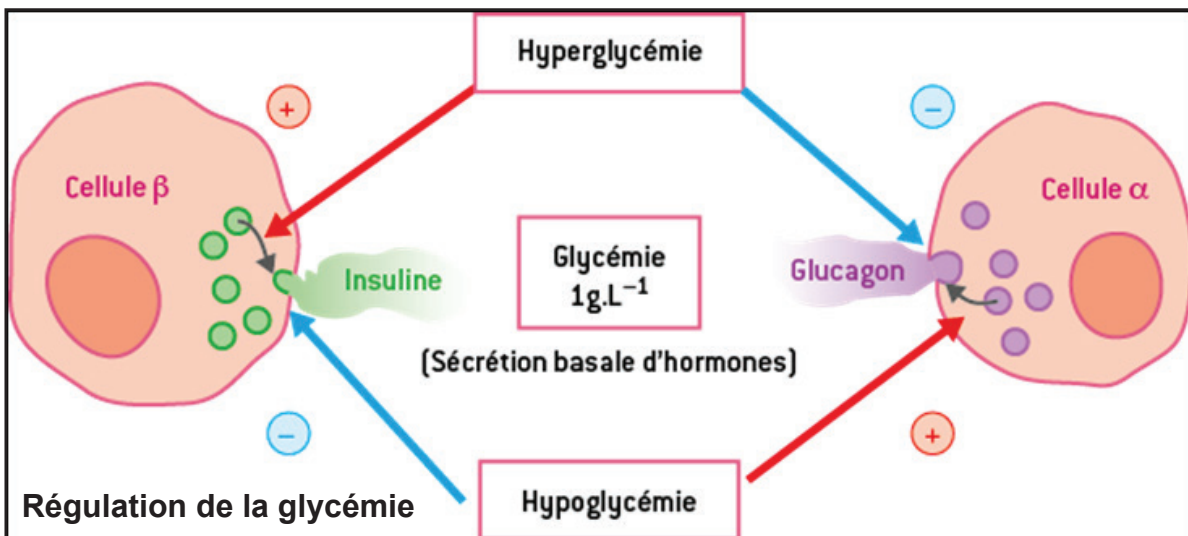 Hyperglycémie
+
−
Cellule β
Cellule α
Insuline
Glycémie
1g.L⁻¹
Glucagon
(Sécrétion basale d'hormones)
−
+
Hypoglycémie
Régulation de la glycémie